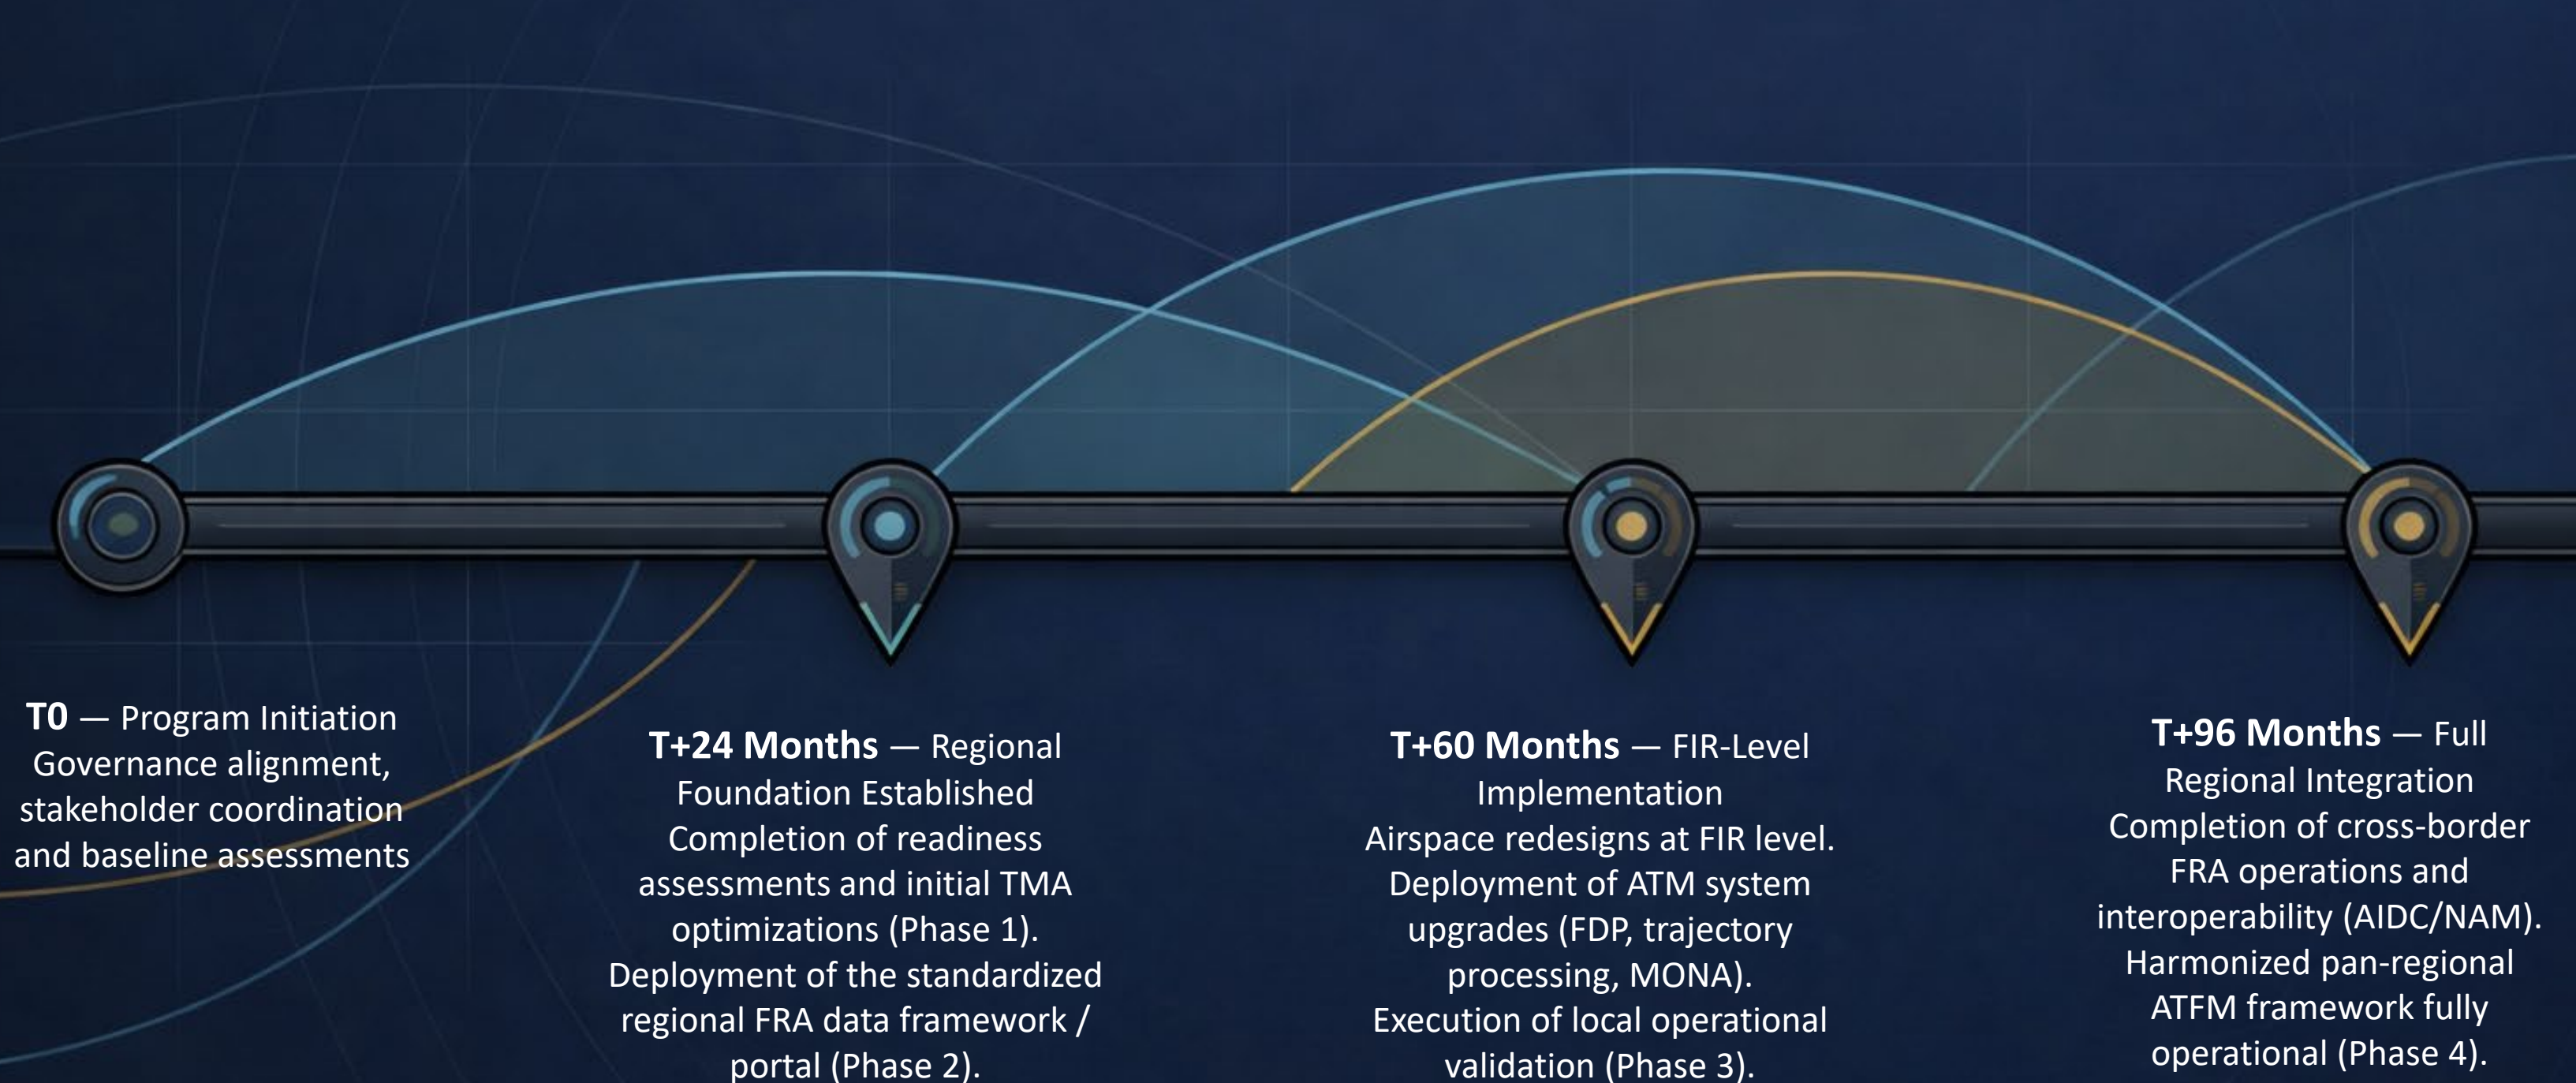 T0 — Program Initiation
Governance alignment,
stakeholder coordination
and baseline assessments
T+24 Months — Regional
Foundation Established
Completion of readiness
assessments and initial TMA
optimizations (Phase 1).
Deployment of the standardized
regional FRA data framework /
portal (Phase 2).
T+60 Months — FIR-Level
Implementation
Airspace redesigns at FIR level.
Deployment of ATM system
upgrades (FDP, trajectory
processing, MONA).
Execution of local operational
validation (Phase 3).
T+96 Months — Full
Regional Integration
Completion of cross-border
FRA operations and
interoperability (AIDC/NAM).
Harmonized pan-regional
ATFM framework fully
operational (Phase 4).